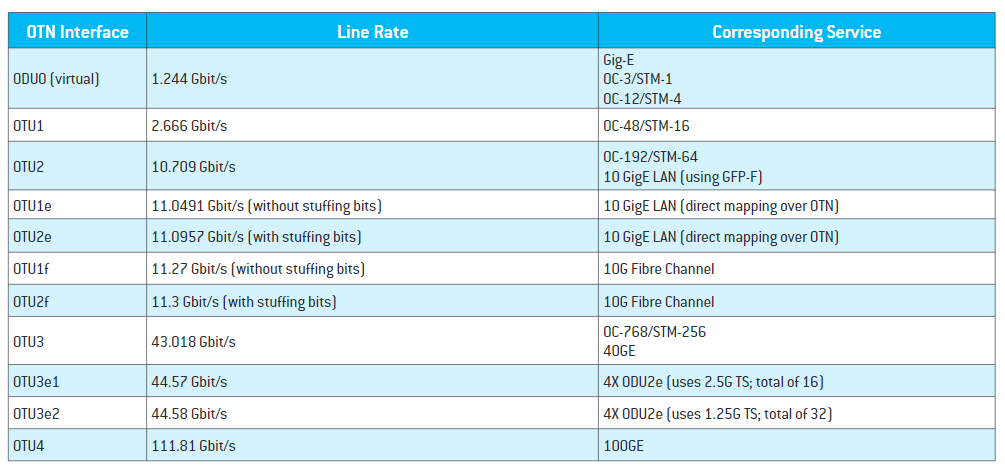 OTN Interface Line Rate Corresponding Service
ODU0 (virtual) 1.244 Gbit/s Gig-E
OC-3/STM-1
OC-12/STM-4
OTU1 2.666 Gbit/s OC-48/STM-16
OTU2 10.709 Gbit/s OC-192/STM-64
10 GigE LAN (using GFP-F)
OTU1e 11.0491 Gbit/s (without stuffing bits) 10 GigE LAN (direct mapping over OTN)
OTU2e 11.0957 Gbit/s (with stuffing bits) 10 GigE LAN (direct mapping over OTN)
OTU1f 11.27 Gbit/s (without stuffing bits) 10G Fibre Channel
OTU2f 11.3 Gbit/s (with stuffing bits) 10G Fibre Channel
OTU3 43.018 Gbit/s OC-768/STM-256
40GE
OTU3e1 44.57 Gbit/s 4X ODU2e (uses 2.5G TS; total of 16)
OTU3e2 44.58 Gbit/s 4X ODU2e (uses 1.25G TS; total of 32)
OTU4 111.81 Gbit/s 100GE